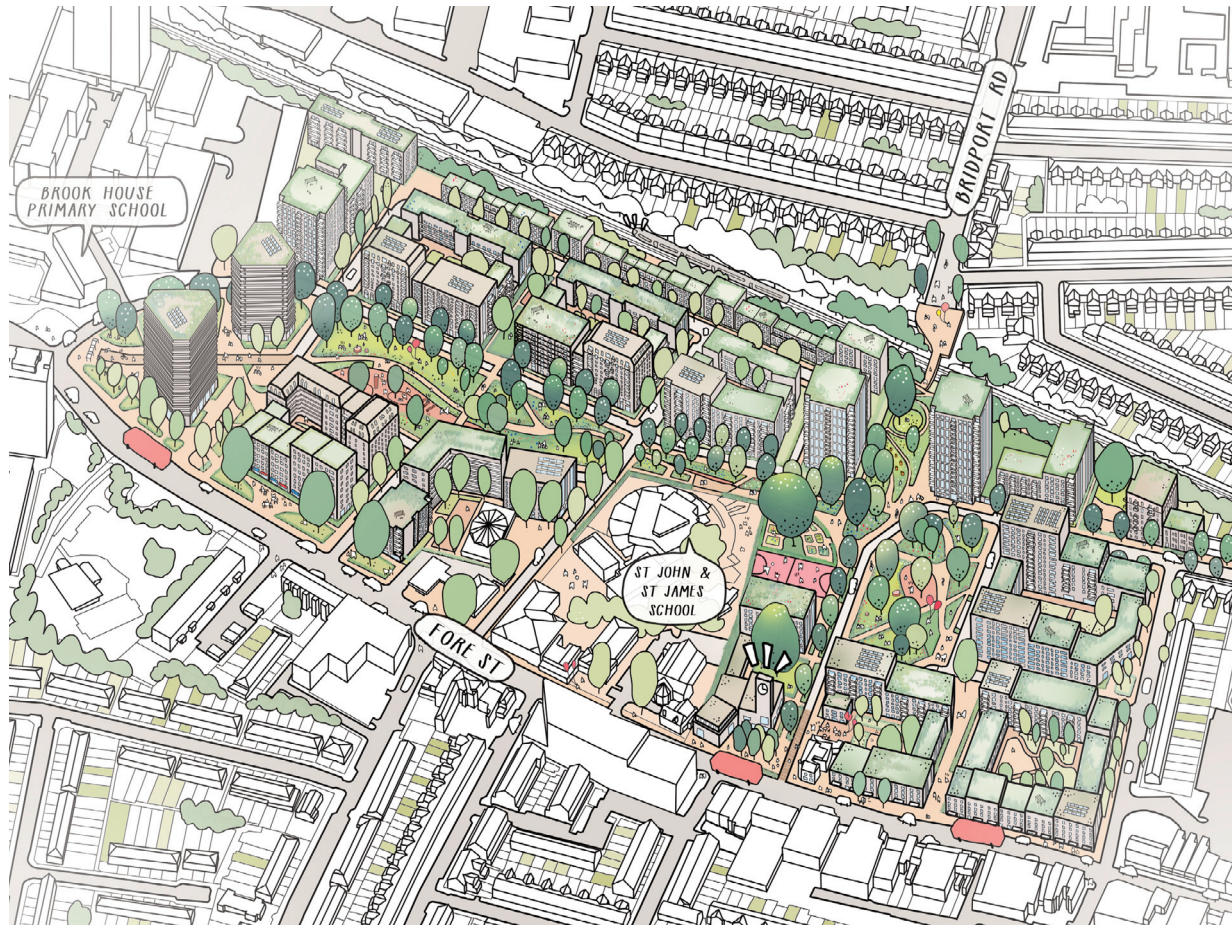 BRIDPORT RD
BROOK HOUSE
PRIMARY SCHOOL
ST JOHN &
ST JAMES
SCHOOL
FORE ST